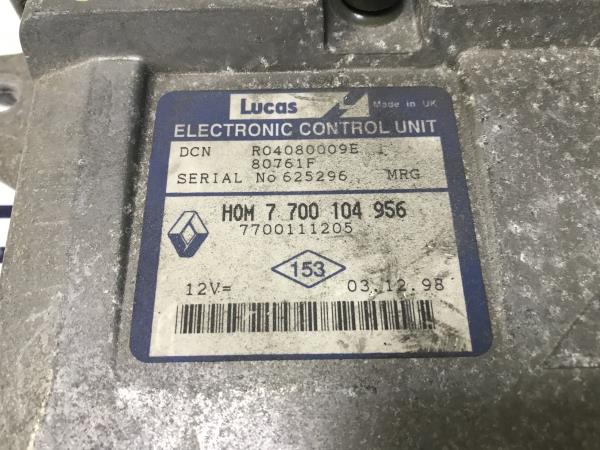 Lucas Made in UK
ELECTRONIC CONTROL UNIT
DCN R04080009E 1
80761F
SERIAL No 625296 MRG
HOM 7 700 104 956
7700111205
153
12V= 03.12.98